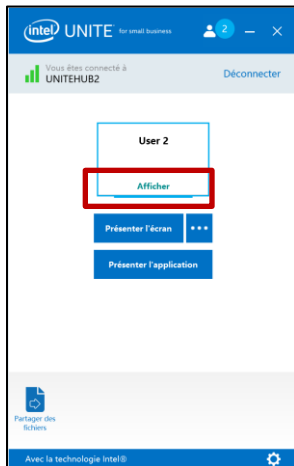 intel UNITE for small business 2
Vous êtes connecté à
UNITEHUB2
Déconnecter
User 2
Afficher
Présenter l'écran
Présenter l'application
Partager des
fichiers
Avec la technologie Intel®